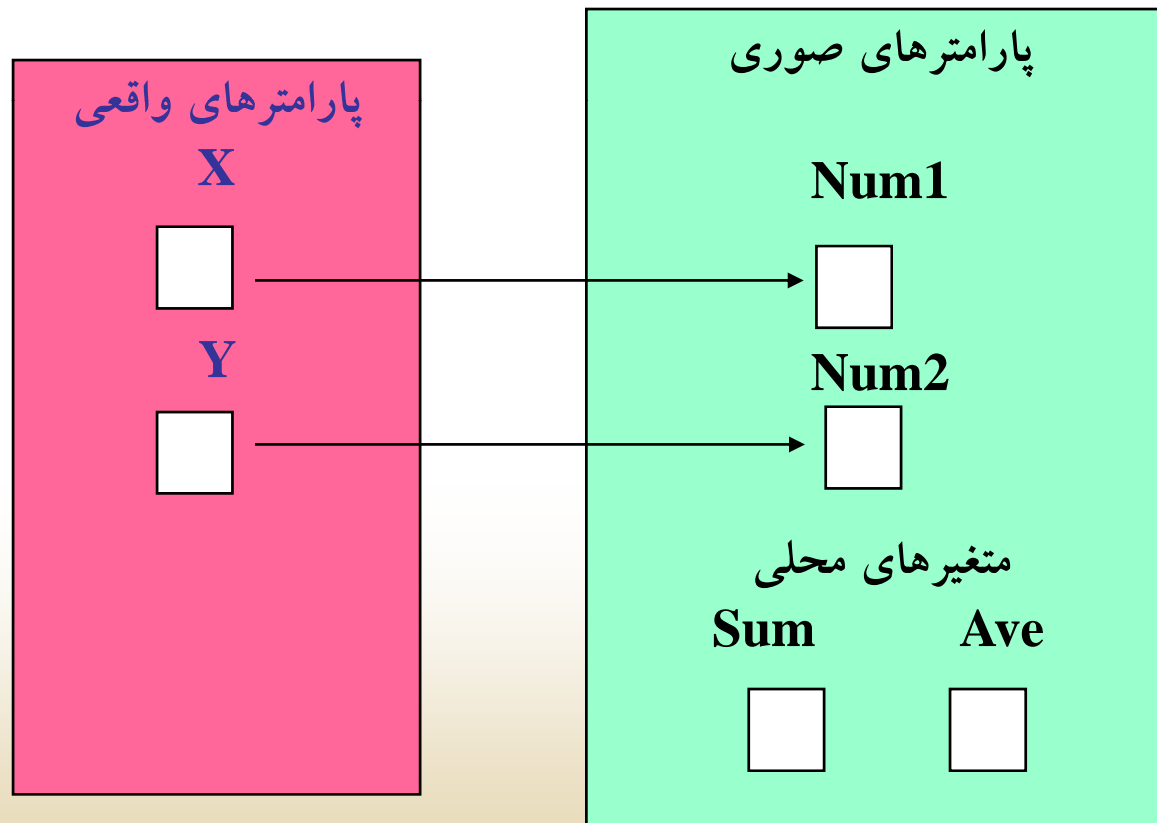 پارامترهای صوری
Num1
Num2
متغیرهای محلی
Sum Ave
پارامترهای واقعی
X
Y